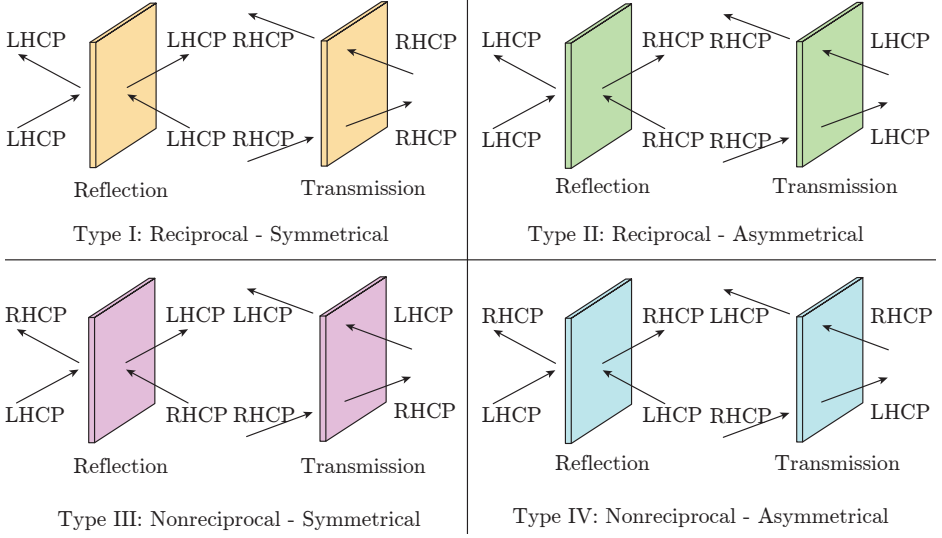 LHCP
LHCP RHCP
RHCP
LHCP
LHCP RHCP
RHCP
Reflection
Transmission
Type I: Reciprocal - Symmetrical
LHCP
RHCP RHCP
LHCP
LHCP
RHCP RHCP
LHCP
Reflection
Transmission
Type II: Reciprocal - Asymmetrical
RHCP
LHCP LHCP
LHCP
LHCP
RHCP RHCP
RHCP
Reflection
Transmission
Type III: Nonreciprocal - Symmetrical
RHCP
RHCP LHCP
RHCP
LHCP
LHCP RHCP
LHCP
Reflection
Transmission
Type IV: Nonreciprocal - Asymmetrical